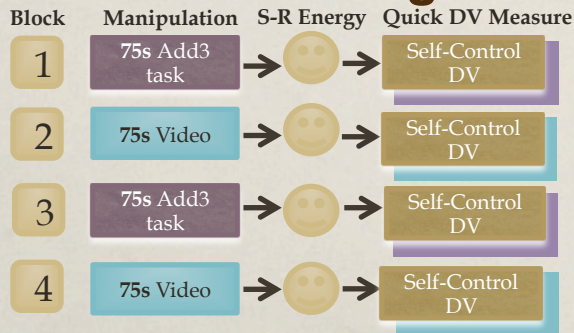 Block Manipulation S-R Energy Quick DV Measure
1 75s Add3 task Self-Control DV
2 75s Video Self-Control DV
3 75s Add3 task Self-Control DV
4 75s Video Self-Control DV